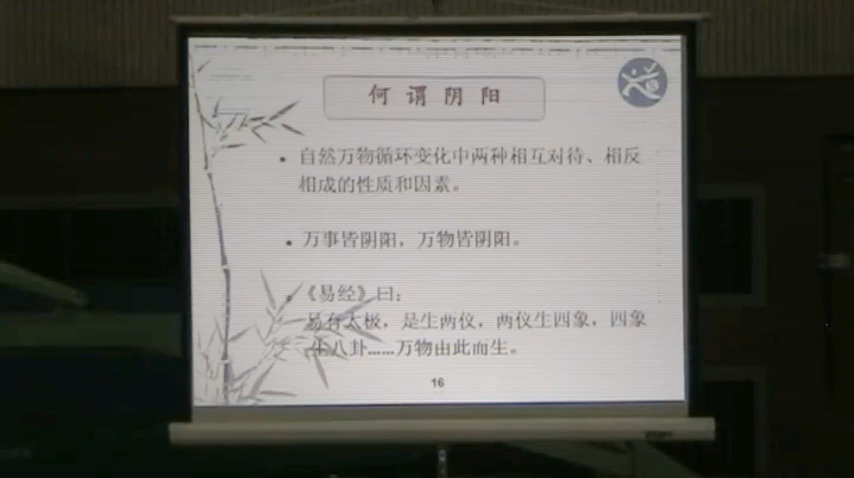 何谓阴阳
• 自然万物循环变化中两种相互对待、相反
相成的性质和因素。
• 万事皆阴阳，万物皆阴阳。
• 《易经》曰：
易有太极，是生两仪，两仪生四象，四象
生八卦……万物由此而生。
16